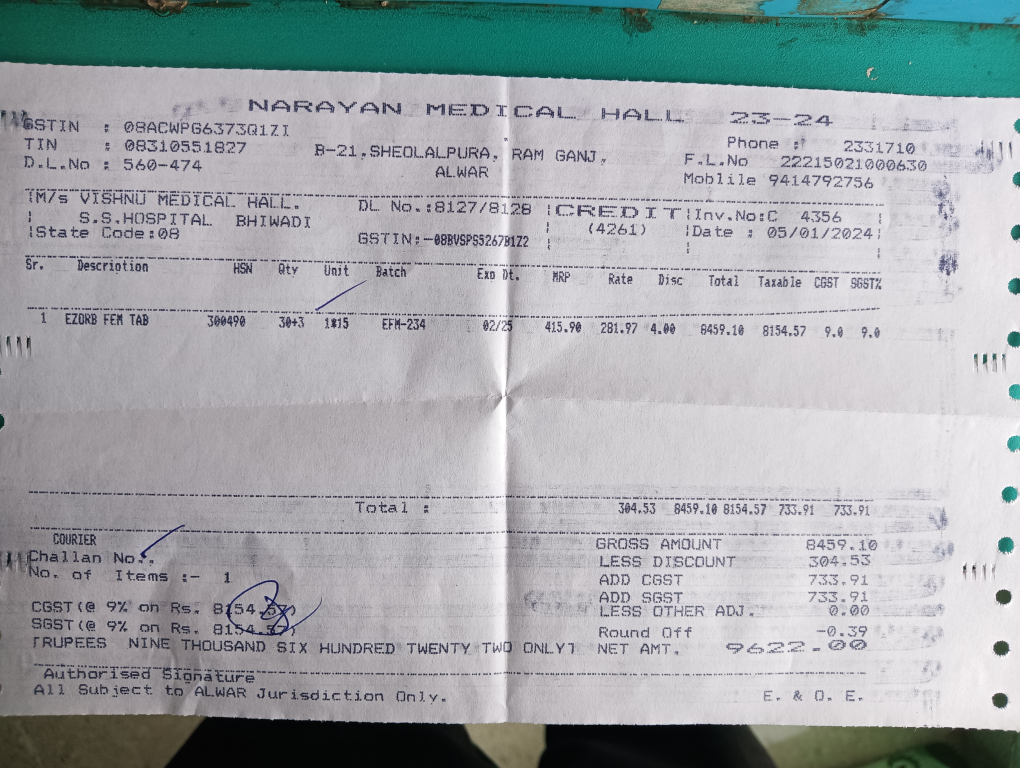 NARAYAN MEDICAL HALL 23-24
GSTIN : 08ACWPG6373Q1ZI
TIN : 08310551827
D.L.No : 560-474
B-21,SHEOLALPURA, RAM GANJ,
ALWAR
Phone : 2331710
F.L.No 22215021000630
Moblile 9414792756
M/s VISHNU MEDICAL HALL.
S.S.HOSPITAL BHIWADI
State Code:08
DL No.:8127/8128
GSTIN:-08BVSPS5267B1Z2
CREDIT
(4261)
Inv.No:C 4356
Date : 05/01/2024
Sr. Description HSN Qty Unit Batch Exp Dt. MRP Rate Disc Total Taxable CGST SGST%
1 EZORB FEM TAB 300490 30+3 1*15 EFM-234 02/25 415.90 281.97 4.00 8459.10 8154.57 9.0 9.0
Total : 304.53 8459.10 8154.57 733.91 733.91
COURIER
Challan No.
No. of Items :- 1
CGST(@ 9% on Rs. 8154.57)
SGST(@ 9% on Rs. 8154.57)
GROSS AMOUNT 8459.10
LESS DISCOUNT 304.53
ADD CGST 733.91
ADD SGST 733.91
LESS OTHER ADJ. 0.00
Round Off -0.39
[RUPEES NINE THOUSAND SIX HUNDRED TWENTY TWO ONLY] NET AMT. 9622.00
Authorised Signature
All Subject to ALWAR Jurisdiction Only.
E. & O. E.